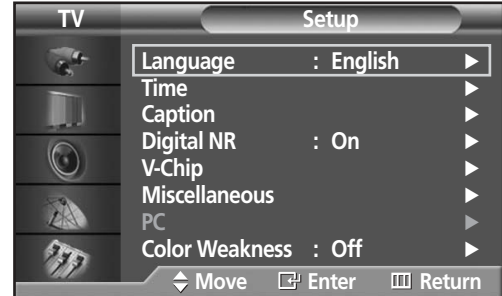 TV Setup
Language : English
Time
Caption
Digital NR : On
V-Chip
Miscellaneous
PC
Color Weakness : Off
Move Enter Return